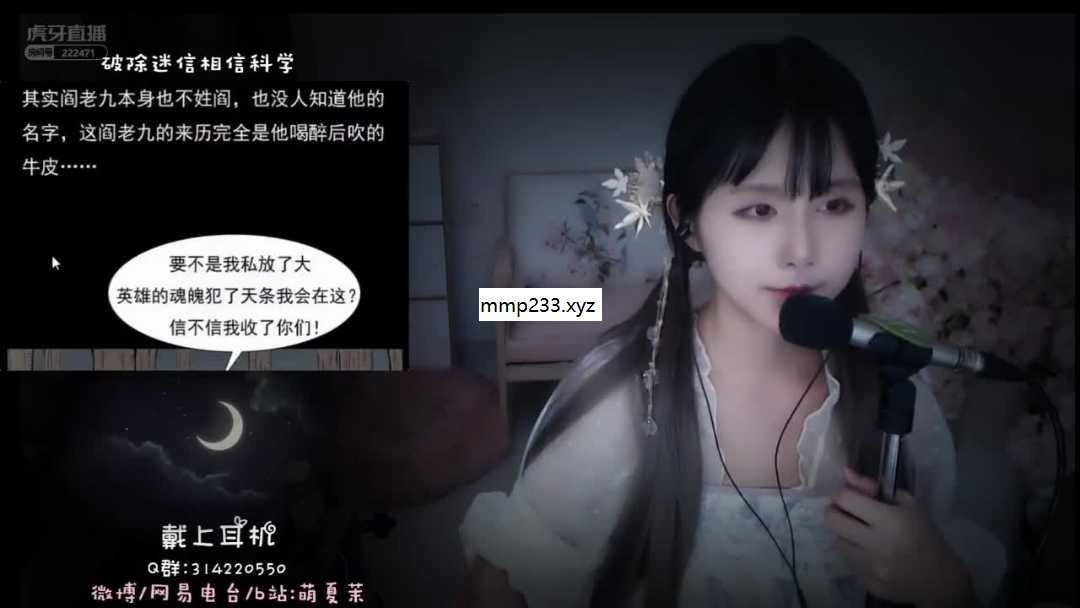 虎牙直播
房间号 222471
破除迷信相信科学
其实阎老九本身也不姓阎，也没人知道他的
名字，这阎老九的来历完全是他喝醉后吹的
牛皮……
要不是我私放了大
英雄的魂魄犯了天条我会在这？
信不信我收了你们！
mmp233.xyz
戴上耳机
Q群:314220550
微博/网易电台/b站:萌夏茉